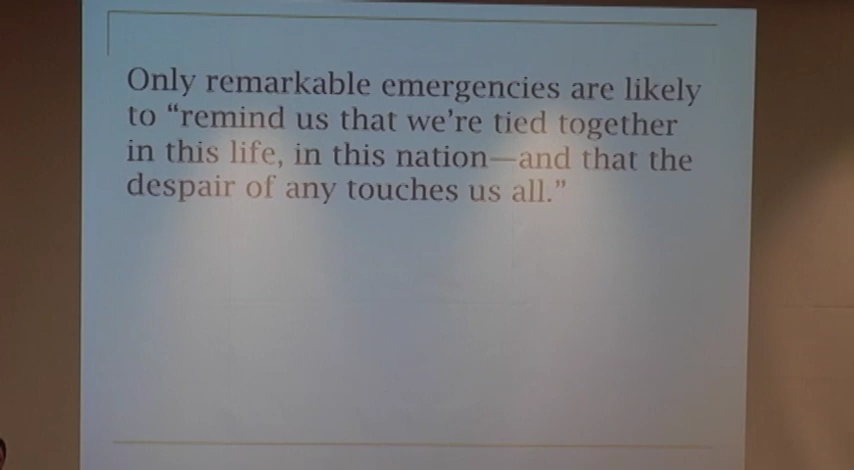 Only remarkable emergencies are likely
to “remind us that we’re tied together
in this life, in this nation—and that the
despair of any touches us all.”